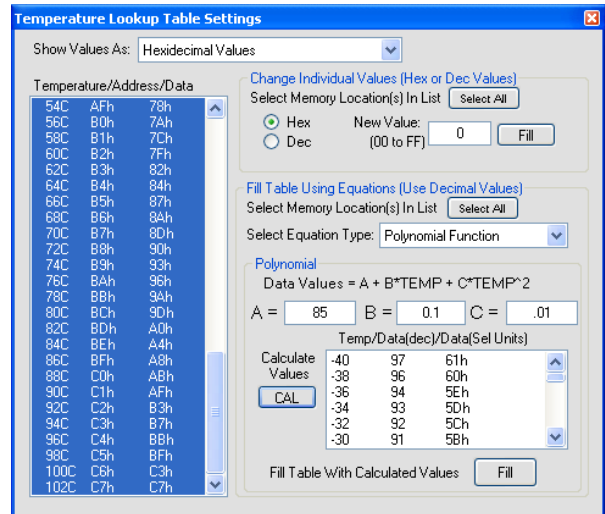 Temperature Lookup Table Settings
Show Values As: Hexidecimal Values
Temperature/Address/Data
54C AFh 78h
56C B0h 7Ah
58C B1h 7Ch
60C B2h 7Fh
62C B3h 82h
64C B4h 84h
66C B5h 87h
68C B6h 8Ah
70C B7h 8Dh
72C B8h 90h
74C B9h 93h
76C BAh 96h
78C BBh 9Ah
80C BCh 9Dh
82C BDh A0h
84C BEh A4h
86C BFh A8h
88C C0h ABh
90C C1h AFh
92C C2h B3h
94C C3h B7h
96C C4h BBh
98C C5h BFh
100C C6h C3h
102C C7h C7h
Change Individual Values (Hex or Dec Values)
Select Memory Location(s) In List Select All
Hex New Value: 0 Fill
Dec (00 to FF)
Fill Table Using Equations (Use Decimal Values)
Select Memory Location(s) In List Select All
Select Equation Type: Polynomial Function
Polynomial
Data Values = A + B*TEMP + C*TEMP^2
A = 85 B = 0.1 C = .01
Temp/Data(dec)/Data(Sel Units)
Calculate Values
CAL
-40 97 61h
-38 96 60h
-36 94 5Eh
-34 93 5Dh
-32 92 5Ch
-30 91 5Bh
Fill Table With Calculated Values Fill